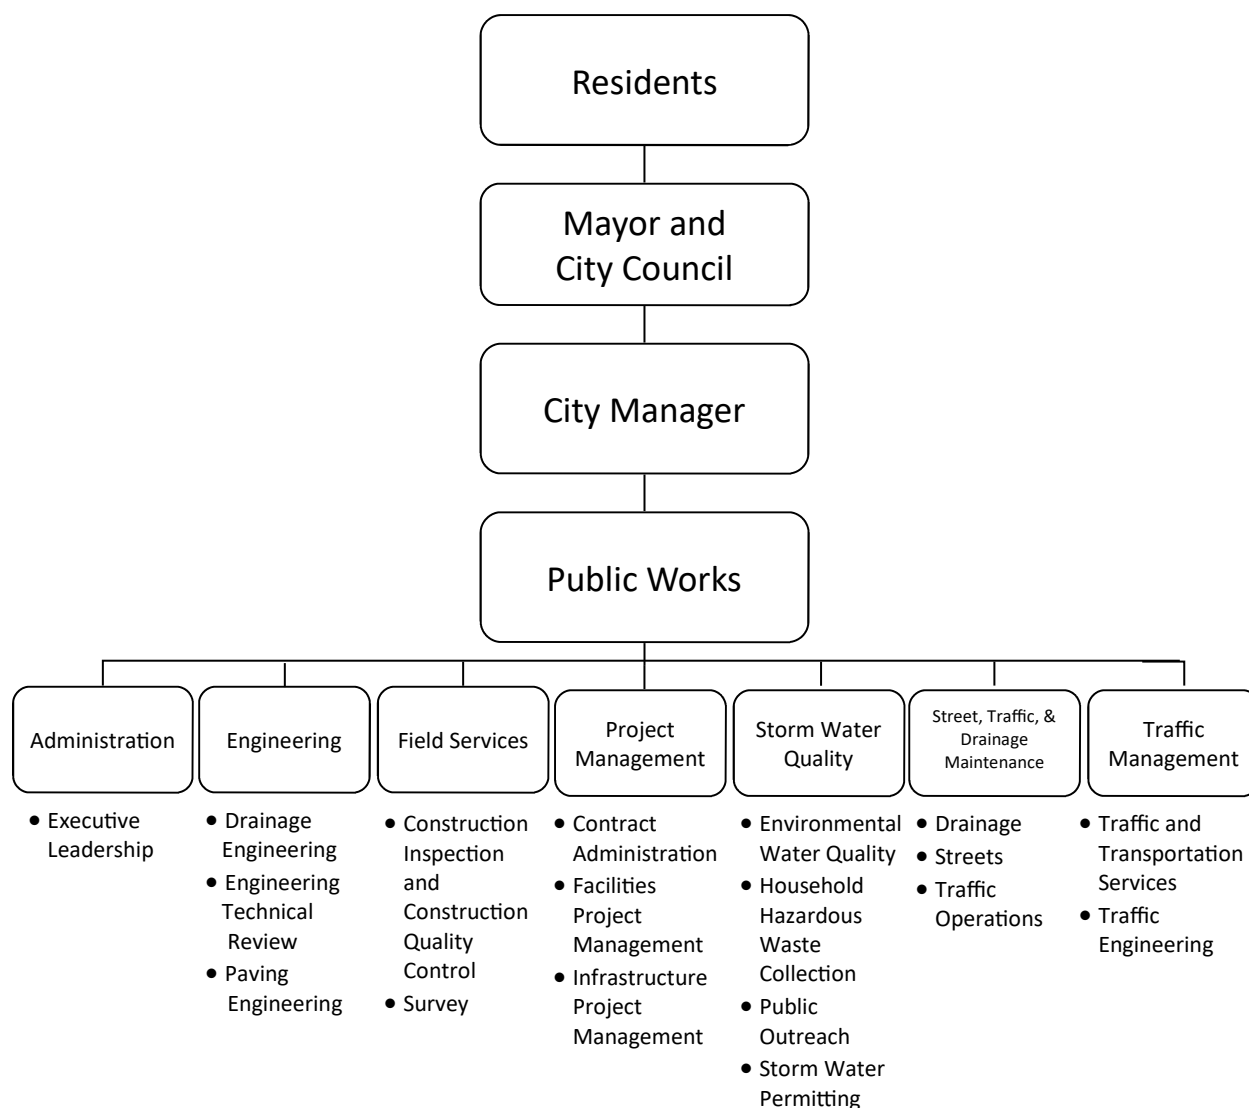 Residents
Mayor and
City Council
City Manager
Public Works
Administration
• Executive
Leadership
Engineering
• Drainage
Engineering
• Engineering
Technical
Review
• Paving
Engineering
Field Services
• Construction
Inspection
and
Construction
Quality
Control
• Survey
Project
Management
• Contract
Administration
• Facilities
Project
Management
• Infrastructure
Project
Management
Storm Water
Quality
• Environmental
Water Quality
• Household
Hazardous
Waste
Collection
• Public
Outreach
• Storm Water
Permitting
Street, Traffic, &
Drainage
Maintenance
• Drainage
• Streets
• Traffic
Operations
Traffic
Management
• Traffic and
Transportation
Services
• Traffic
Engineering